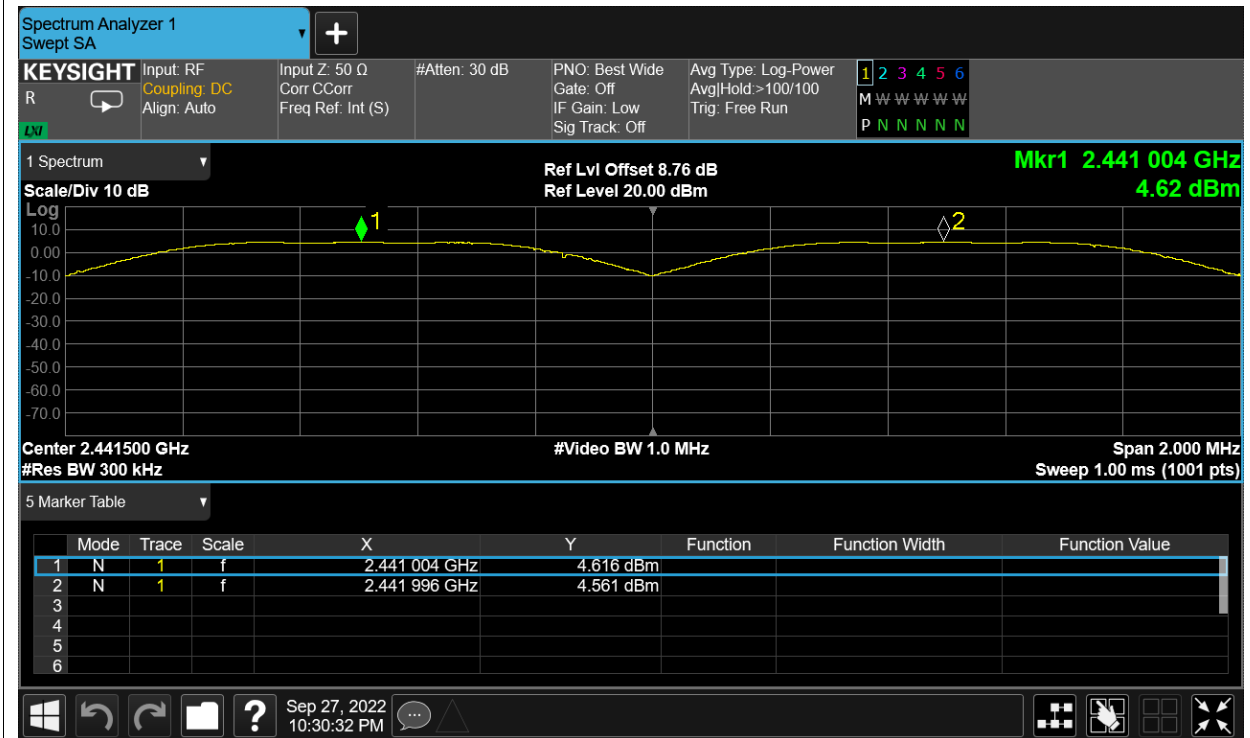 Spectrum Analyzer 1
Swept SA
+
KEYSIGHT Input: RF Input Z: 50 Ω #Atten: 30 dB PNO: Best Wide Avg Type: Log-Power 1 2 3 4 5 6
R Coupling: DC Corr CCorr Gate: Off Avg|Hold:>100/100 M W W W W W
Align: Auto Freq Ref: Int (S) IF Gain: Low Trig: Free Run
LXI Sig Track: Off P N N N N N
1 Spectrum Ref Lvl Offset 8.76 dB Mkr1 2.441 004 GHz
Scale/Div 10 dB Ref Level 20.00 dBm 4.62 dBm
Log
1 2
10.0
0.00
-10.0
-20.0
-30.0
-40.0
-50.0
-60.0
-70.0
Center 2.441500 GHz #Video BW 1.0 MHz Span 2.000 MHz
#Res BW 300 kHz Sweep 1.00 ms (1001 pts)
5 Marker Table
Mode Trace Scale X Y Function Function Width Function Value
1 N 1 f 2.441 004 GHz 4.616 dBm
2 N 1 f 2.441 996 GHz 4.561 dBm
3
4
5
6
? Sep 27, 2022
10:30:32 PM